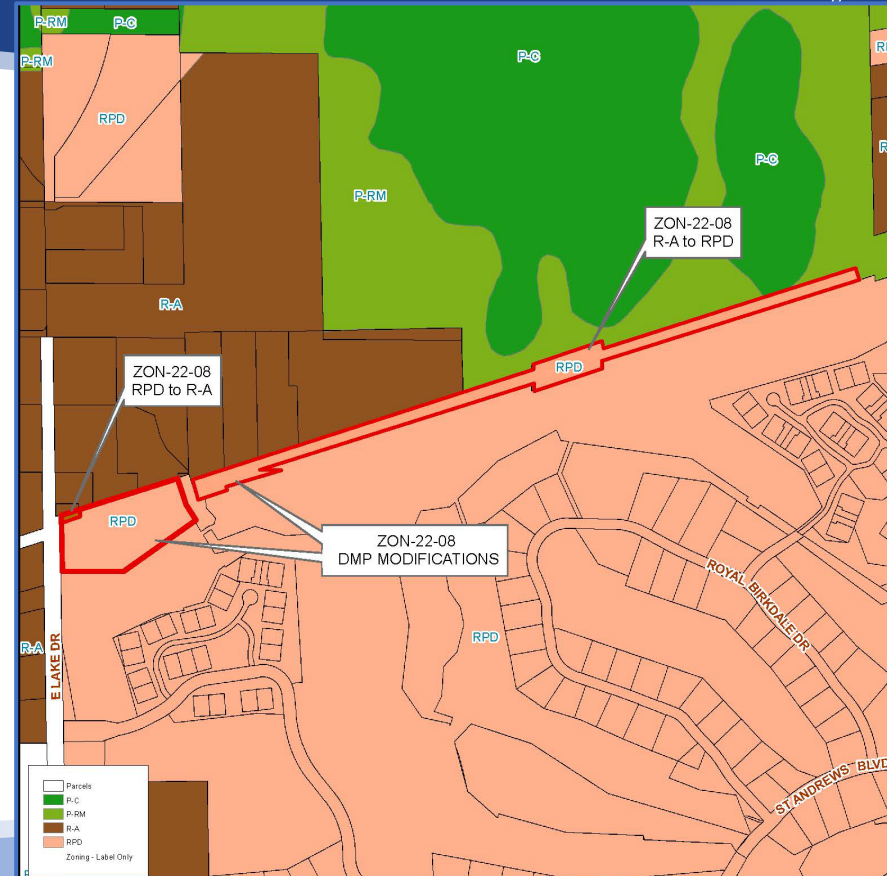 P-RM
P-C
P-C
P-RM
RPD
P-C
P-RM
ZON-22-08
R-A to RPD
R-A
ZON-22-08
RPD to R-A
RPD
RPD
ZON-22-08
DMP MODIFICATIONS
ROYAL BIRKDALE DR
RPD
R-A
E LAKE DR
ST ANDREWS BLVD
Parcels
P-C
P-RM
R-A
RPD
Zoning - Label Only